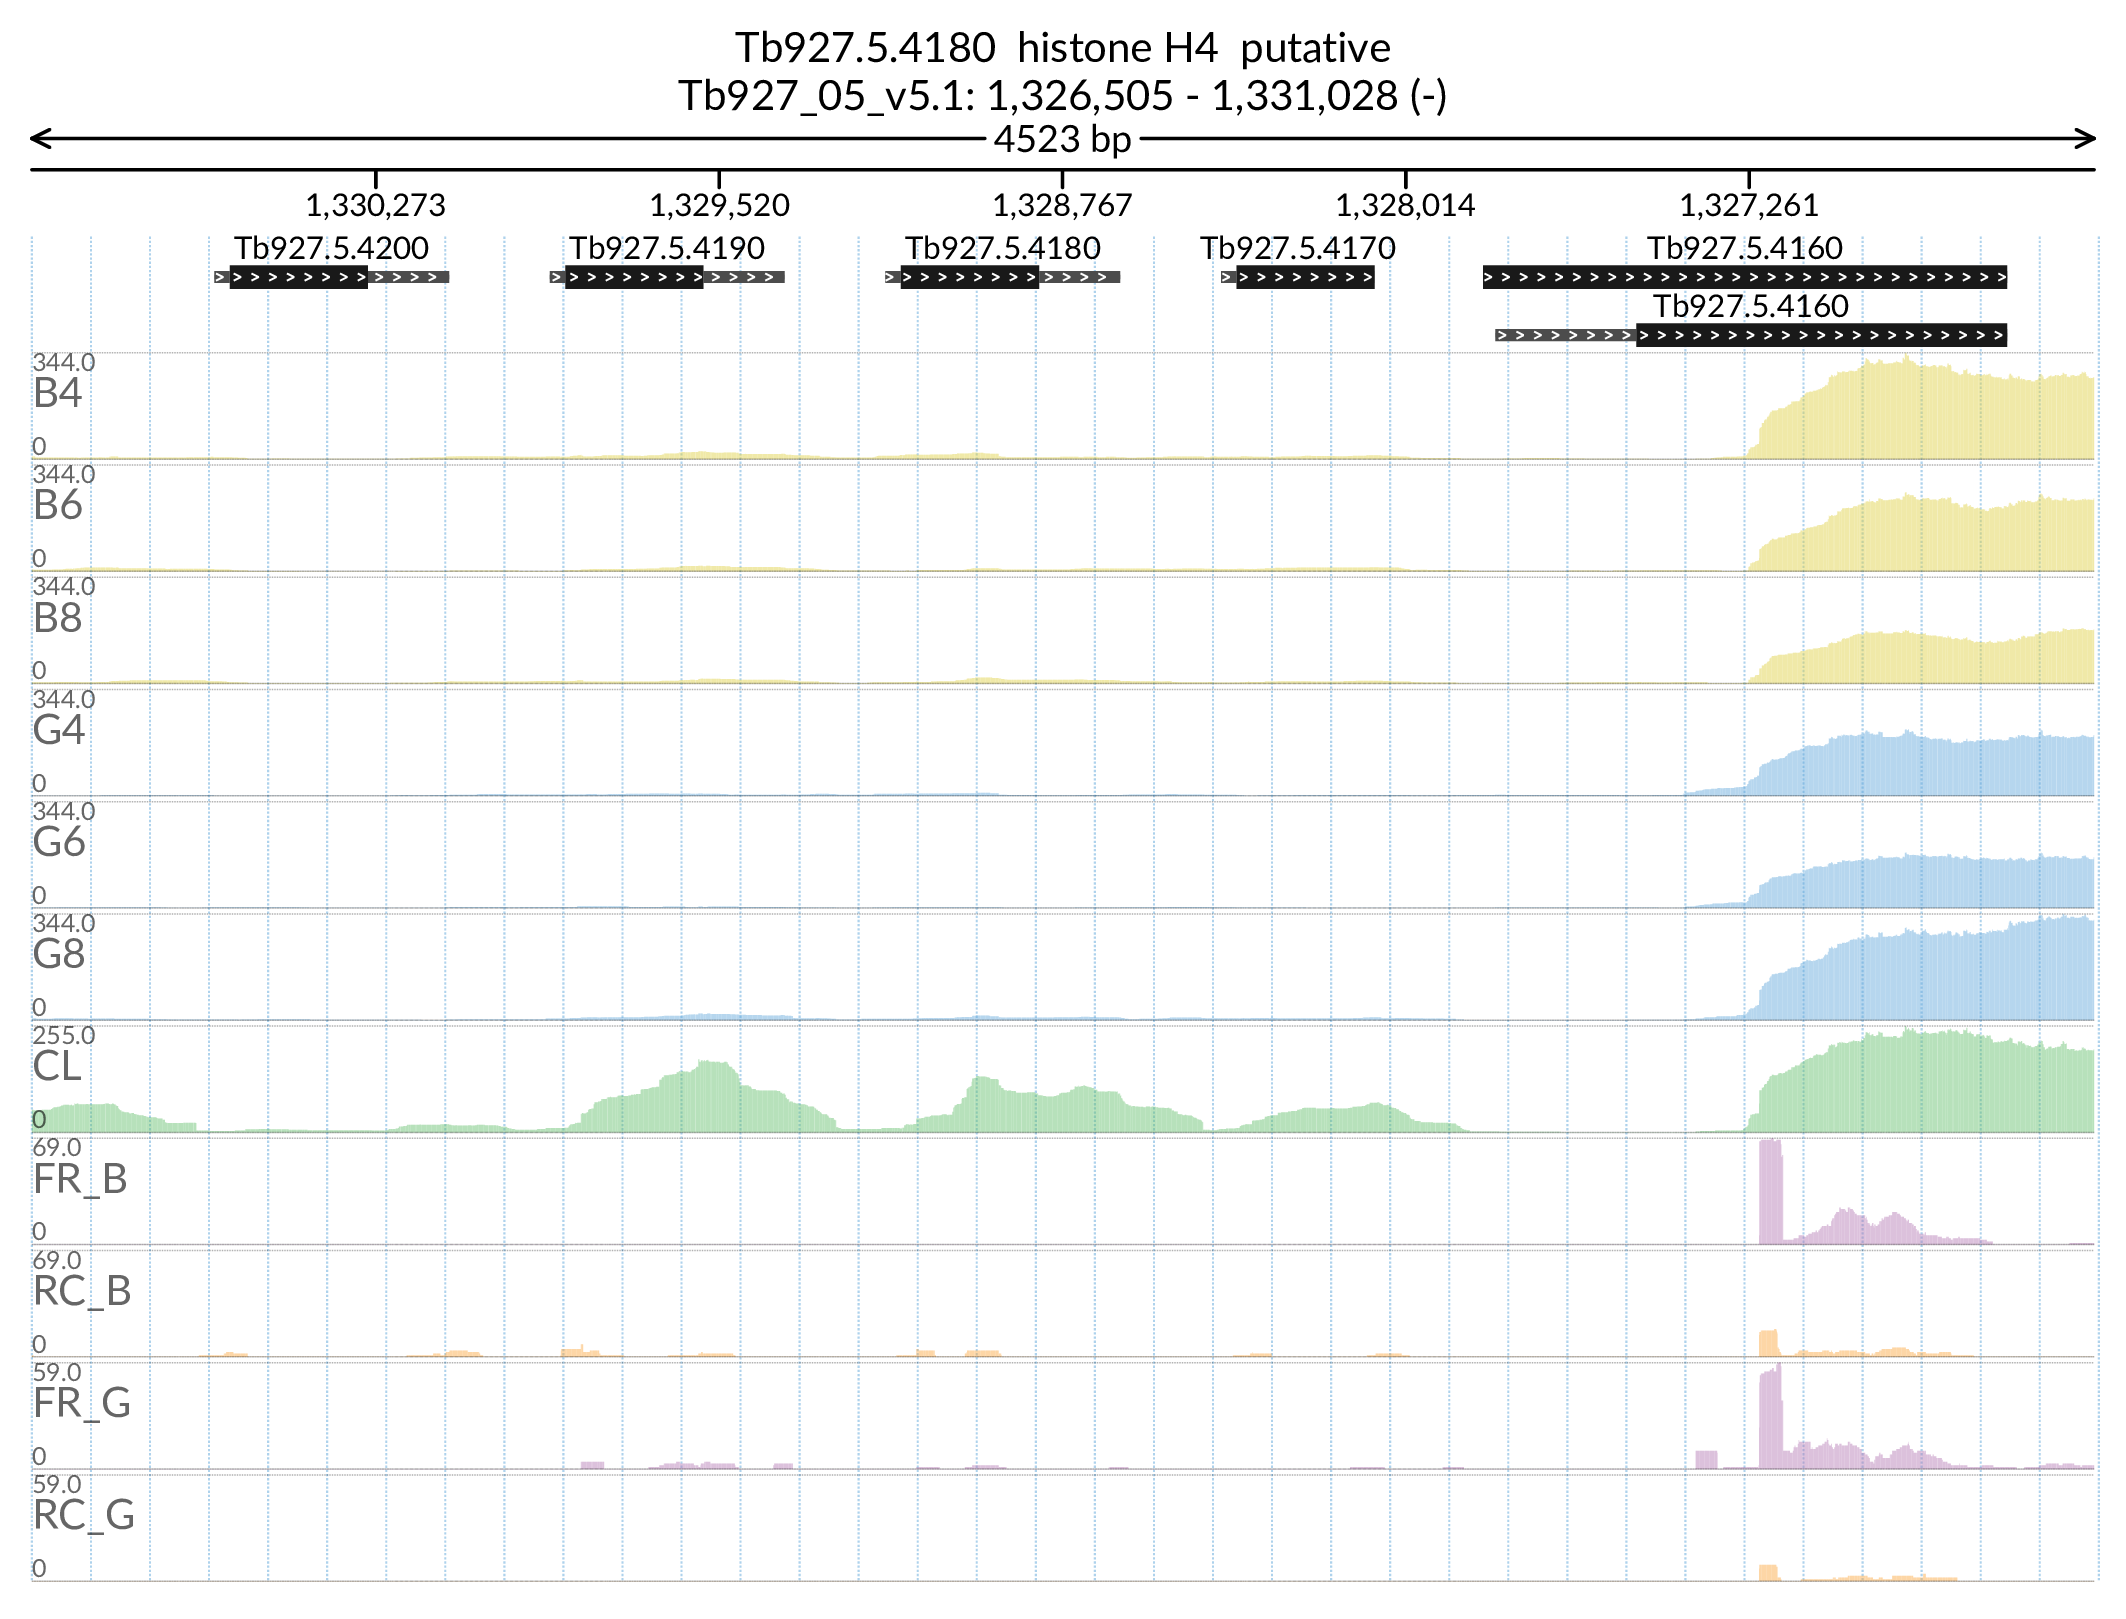 Tb927.5.4180 histone H4 putative
Tb927_05_v5.1: 1,326,505 - 1,331,028 (-)
4523 bp
1,330,273 1,329,520 1,328,767 1,328,014 1,327,261
Tb927.5.4200 Tb927.5.4190 Tb927.5.4180 Tb927.5.4170 Tb927.5.4160
Tb927.5.4160
344.0
B4
0
344.0
B6
0
344.0
B8
0
344.0
G4
0
344.0
G6
0
344.0
G8
0
255.0
CL
0
69.0
FR_B
0
69.0
RC_B
0
59.0
FR_G
0
59.0
RC_G
0